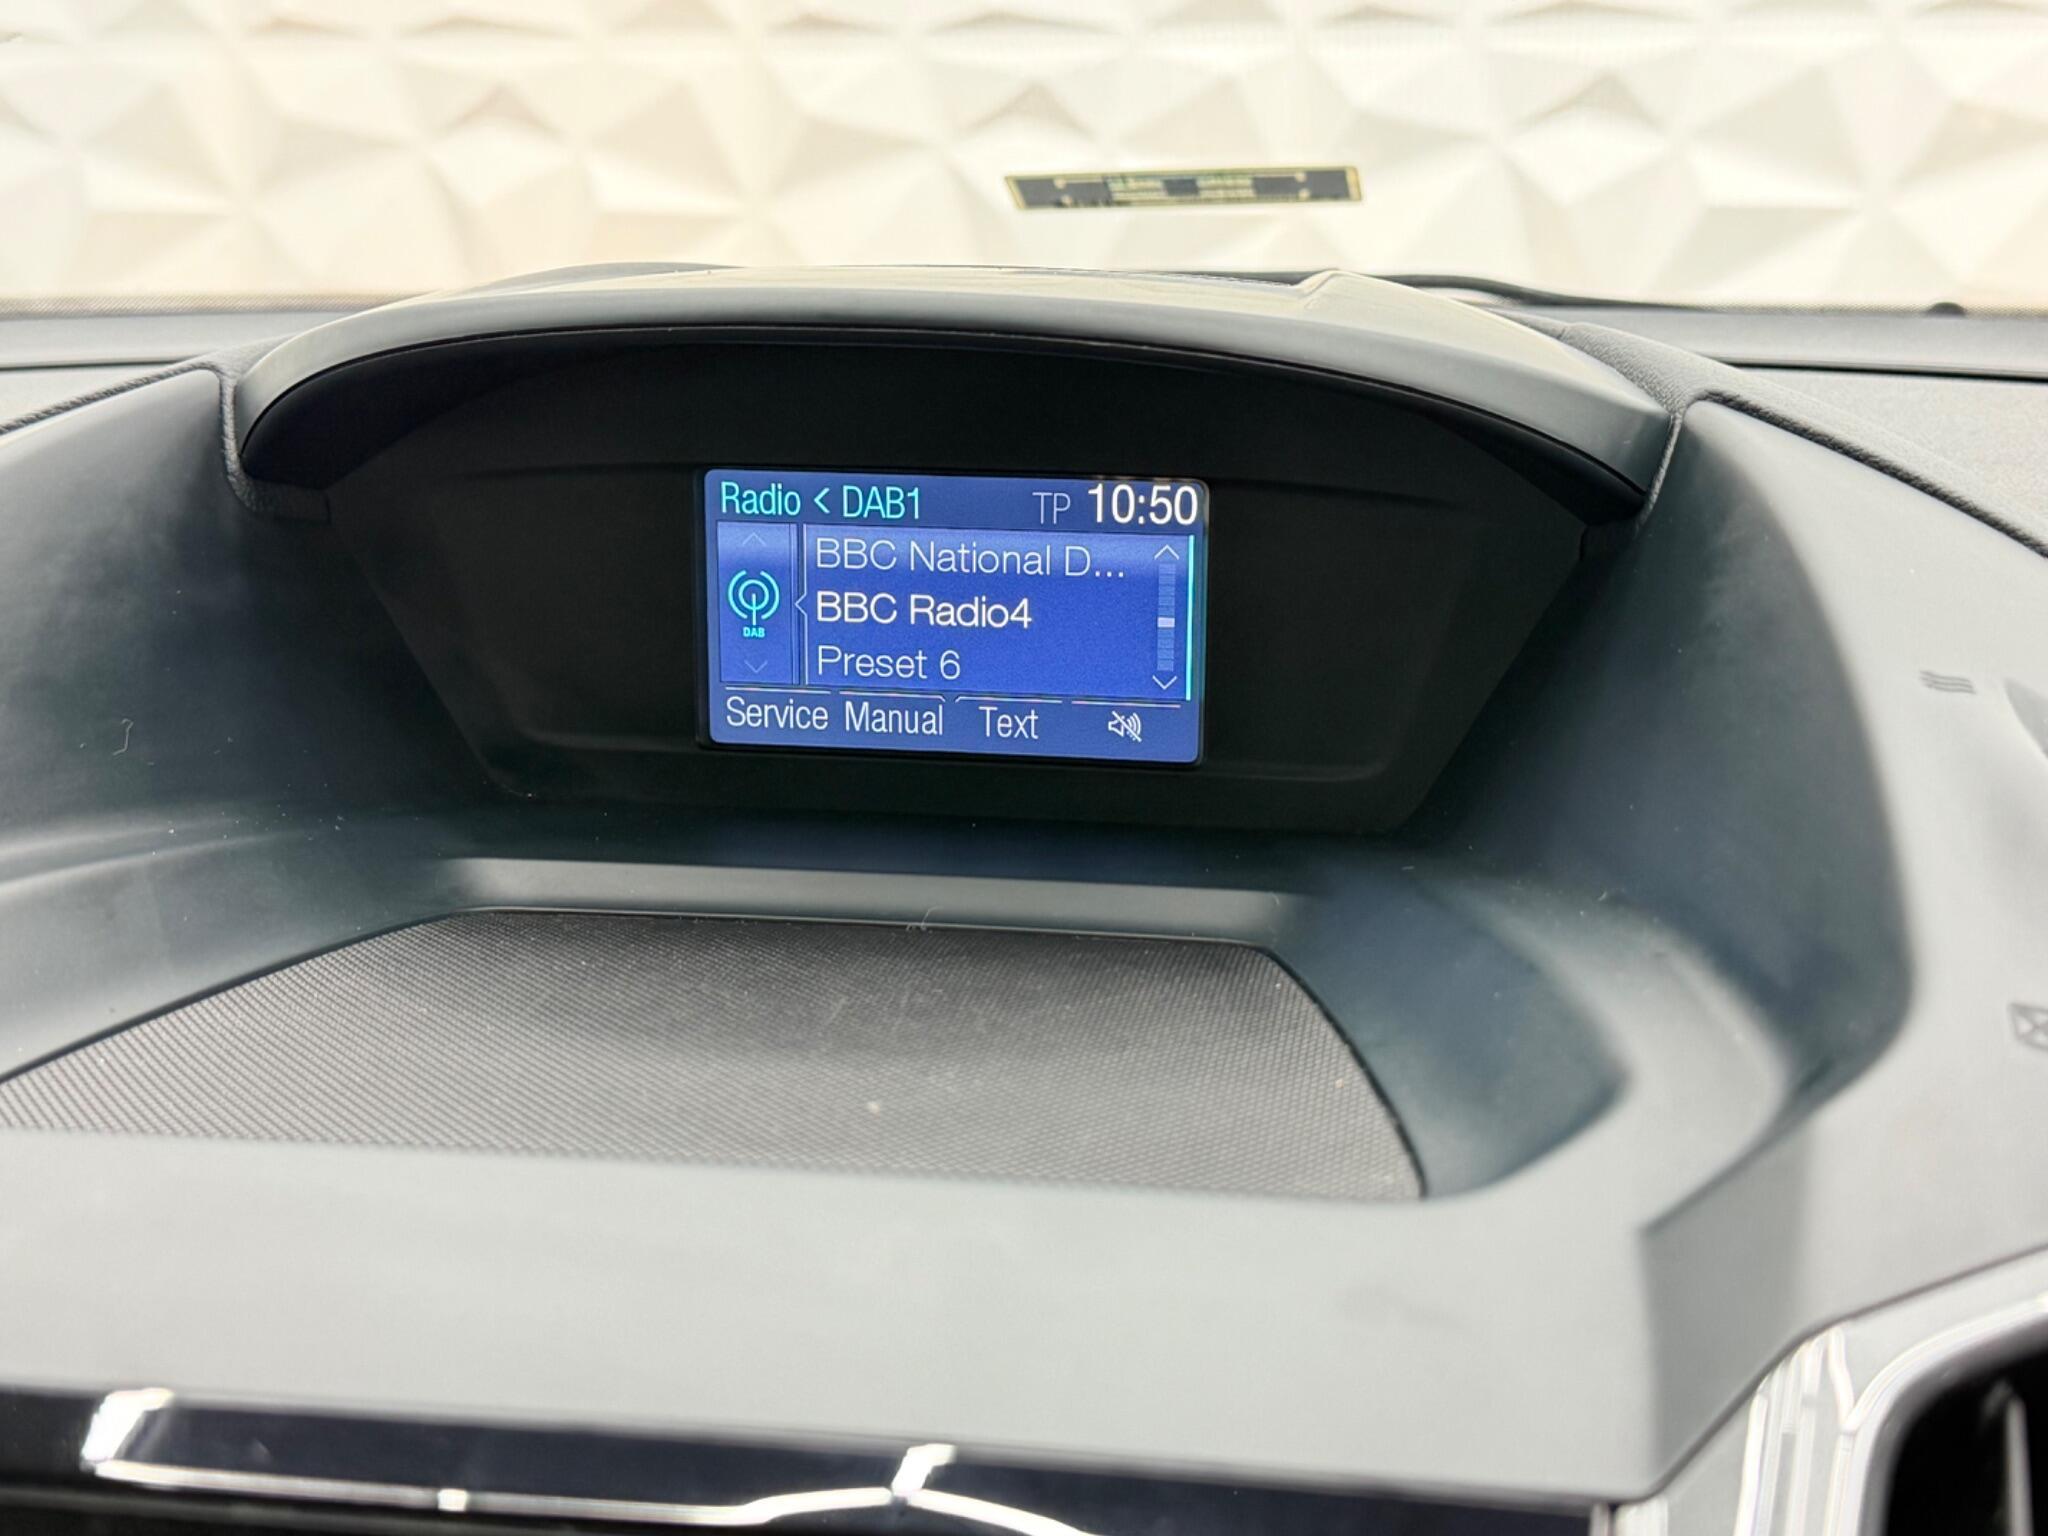 Radio < DAB1 TP 10:50
BBC National D...
BBC Radio4
DAB
Preset 6
Service Manual Text